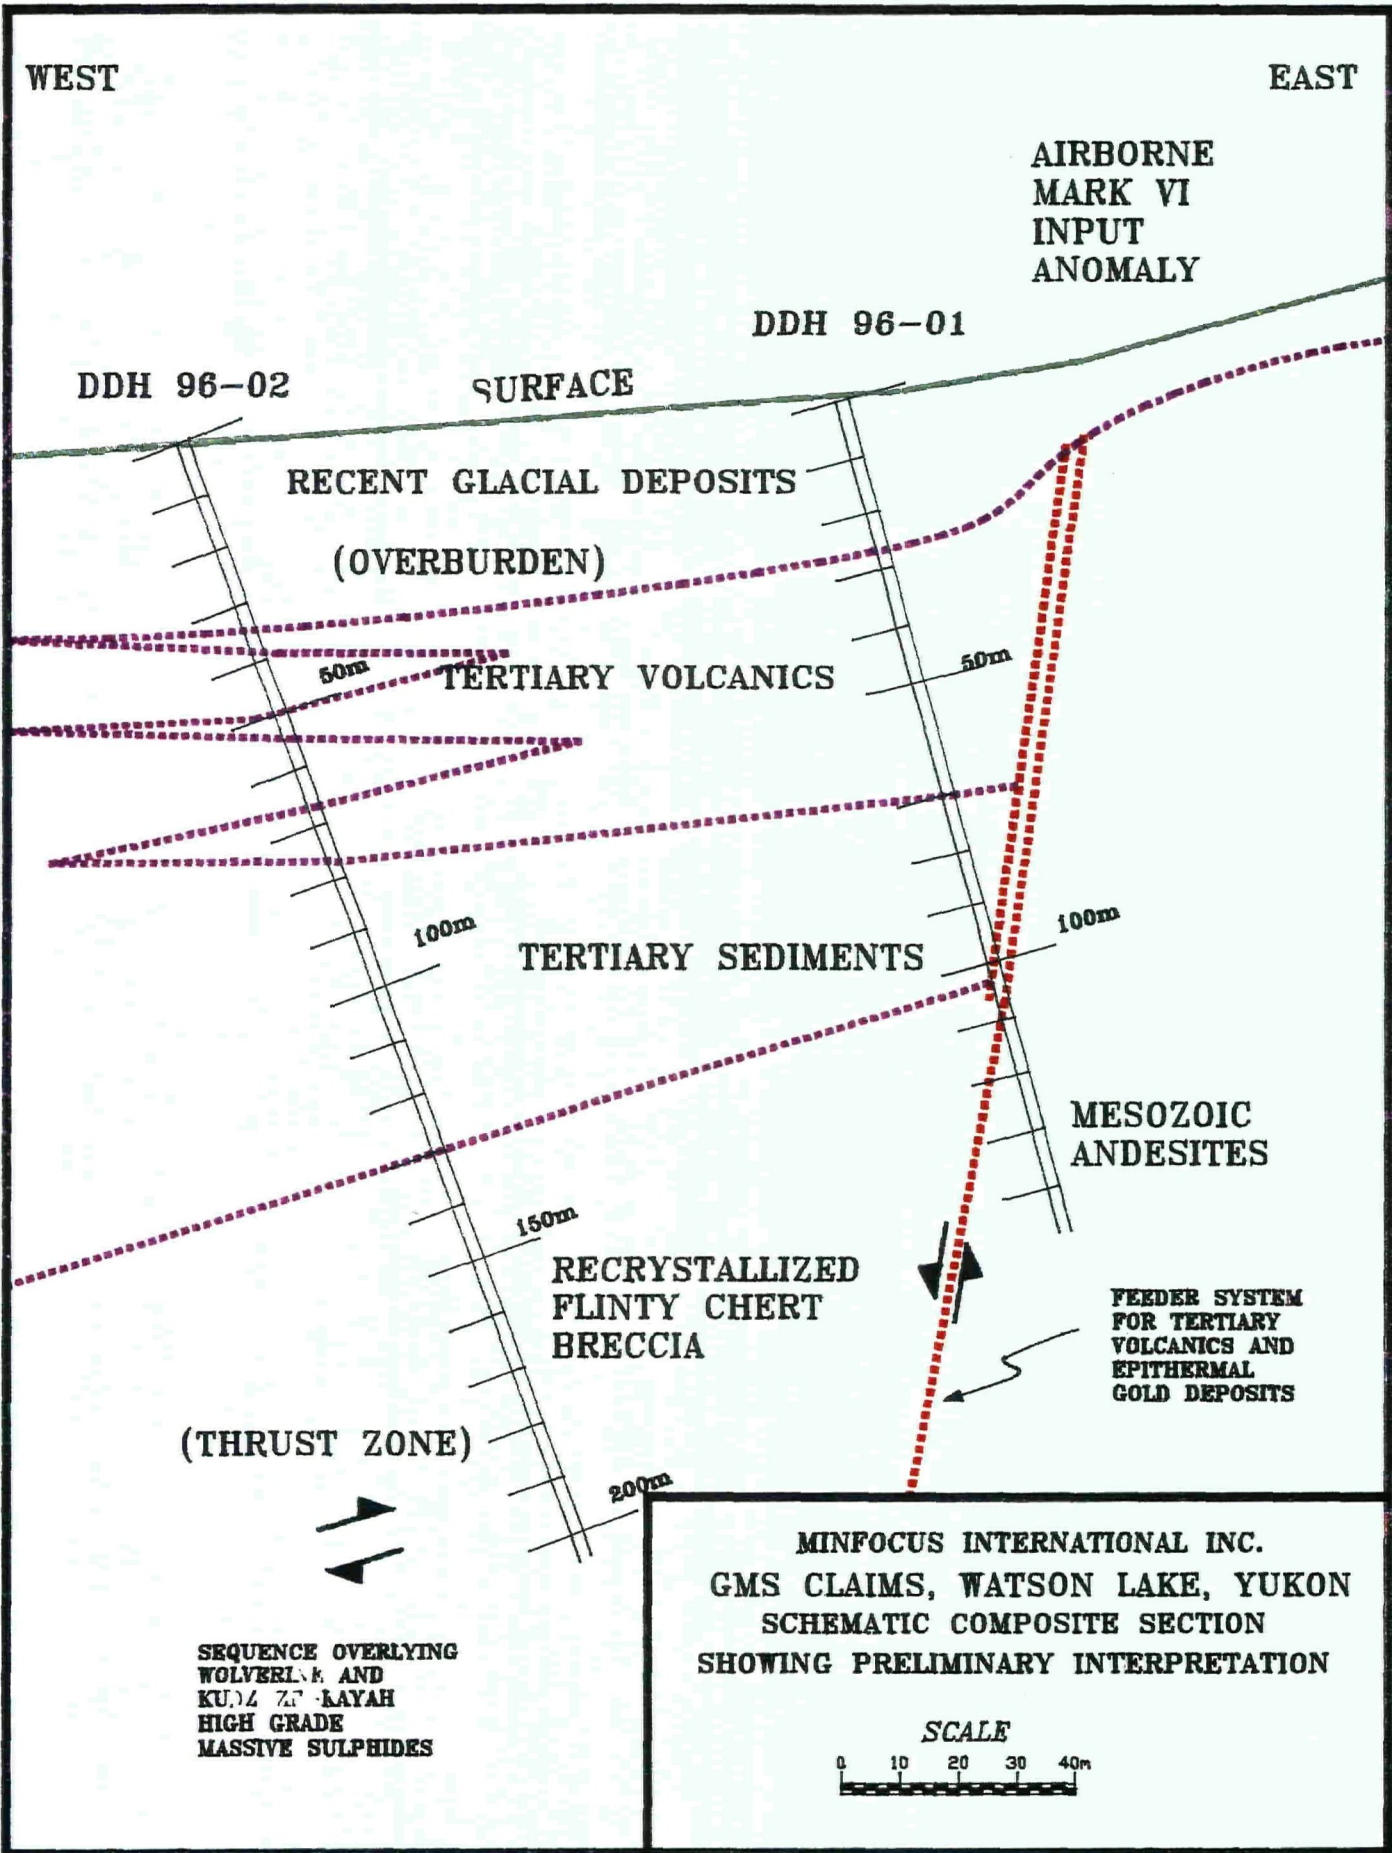 WEST
EAST
AIRBORNE
MARK VI
INPUT
ANOMALY
DDH 96-01
DDH 96-02
SURFACE
RECENT GLACIAL DEPOSITS
(OVERBURDEN)
50m
TERTIARY VOLCANICS
50m
100m
TERTIARY SEDIMENTS
100m
MESOZOIC
ANDESITES
150m
RECRYSTALLIZED
FLINTY CHERT
BRECCIA
FEEDER SYSTEM
FOR TERTIARY
VOLCANICS AND
EPITHERMAL
GOLD DEPOSITS
(THRUST ZONE)
200m
SEQUENCE OVERLYING
AND
KAYAH
HIGH GRADE
MASSIVE SULPHIDES
MINFOCUS INTERNATIONAL INC.
GMS CLAIMS, WATSON LAKE, YUKON
SCHEMATIC COMPOSITE SECTION
SHOWING PRELIMINARY INTERPRETATION
SCALE
0 10 20 30 40m